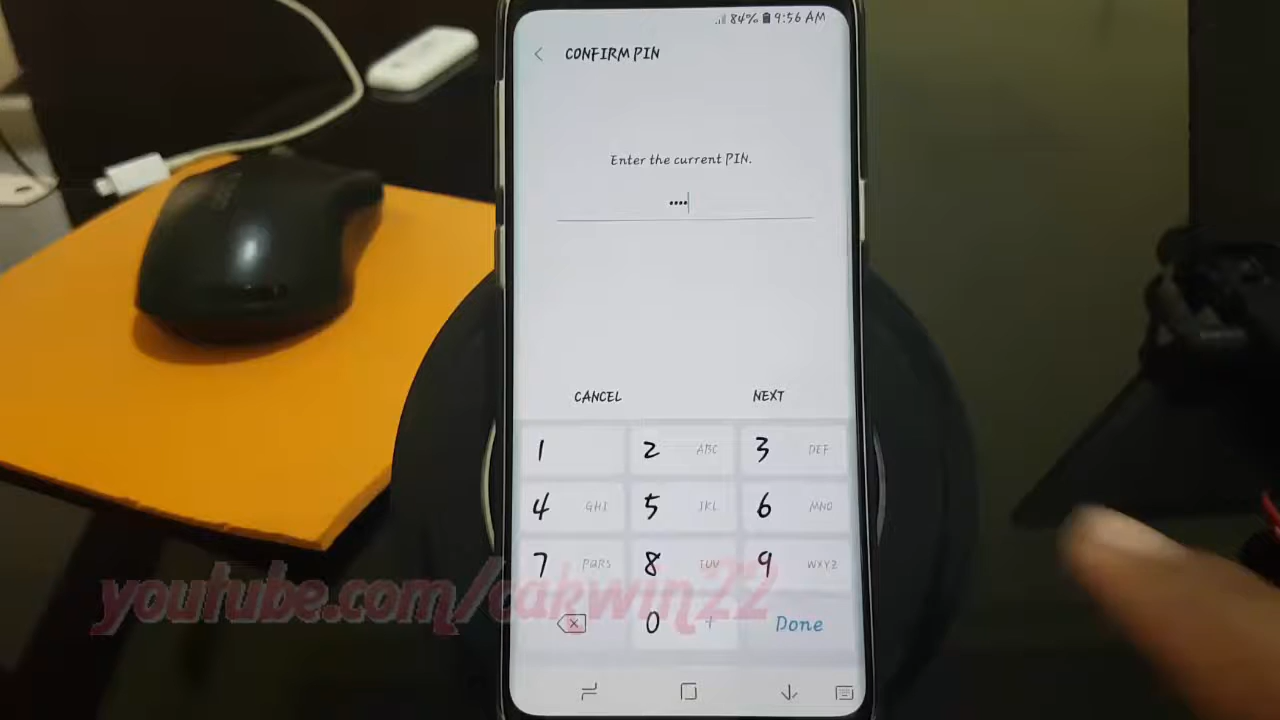 84% 9:56 AM
CONFIRM PIN
Enter the current PIN.
CANCEL NEXT
1 2 ABC 3 DEF
4 GHI 5 JKL 6 MNO
7 PQRS 8 TUV 9 WXYZ
youtube.com/cakwin22
0 + Done